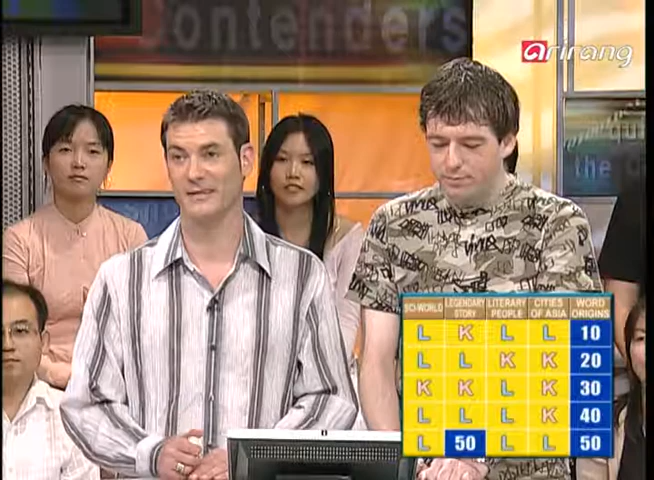 Contenders
arirang
SCI-WORLD LEGENDARY STORY LITERARY PEOPLE CITIES OF ASIA WORD ORIGINS
L K L L 10
L L K K 20
K K L K 30
L L L K 40
L 50 L L 50